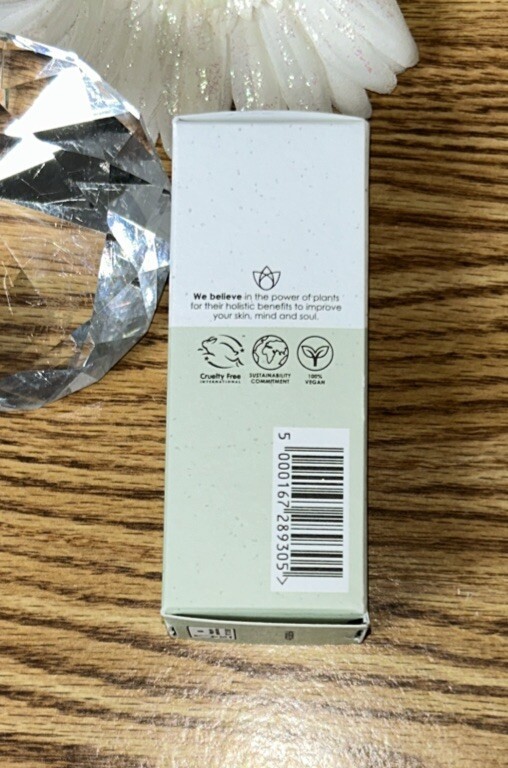 We believe in the power of plants
for their holistic benefits to improve
your skin, mind and soul.
Cruelty Free
INTERNATIONAL
SUSTAINABILITY
COMMITMENT
100%
VEGAN
5 000167 289305 >